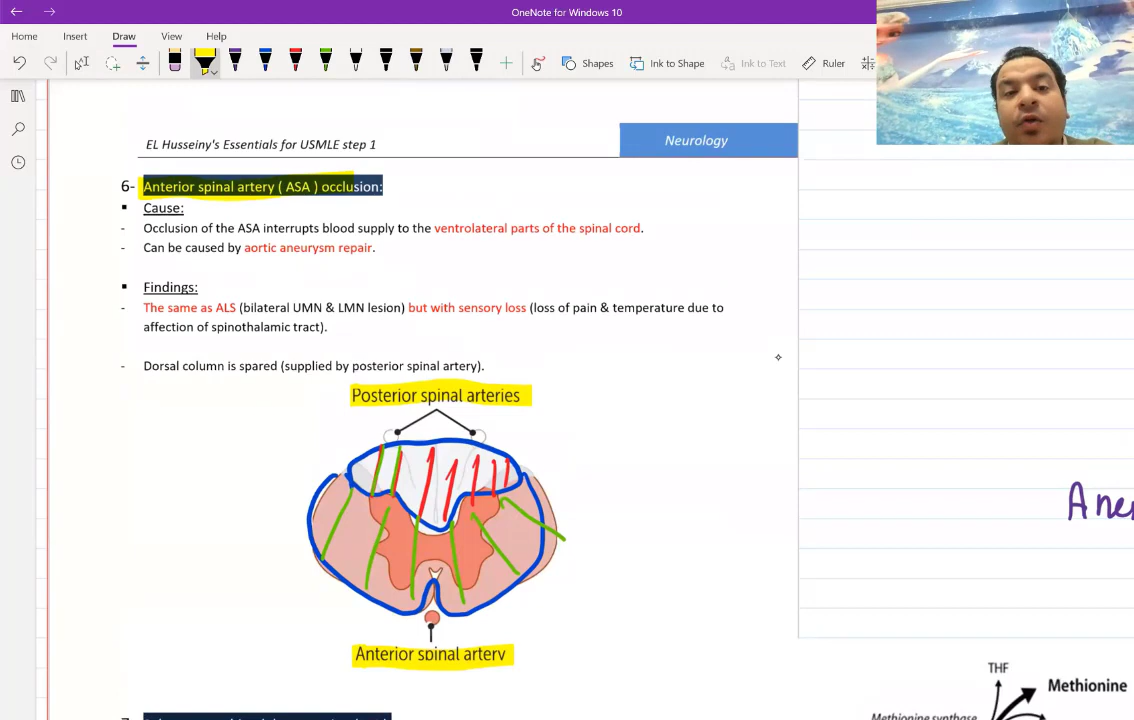 OneNote for Windows 10
Home Insert Draw View Help
Shapes Ink to Shape Ink to Text Ruler
EL Husseiny's Essentials for USMLE step 1
Neurology
6- Anterior spinal artery ( ASA ) occlusion:
▪ Cause:
- Occlusion of the ASA interrupts blood supply to the ventrolateral parts of the spinal cord.
- Can be caused by aortic aneurysm repair.
▪ Findings:
- The same as ALS (bilateral UMN & LMN lesion) but with sensory loss (loss of pain & temperature due to
affection of spinothalamic tract).
- Dorsal column is spared (supplied by posterior spinal artery).
Posterior spinal arteries
Anterior spinal artery
THF
Methionine
Methionine synthase